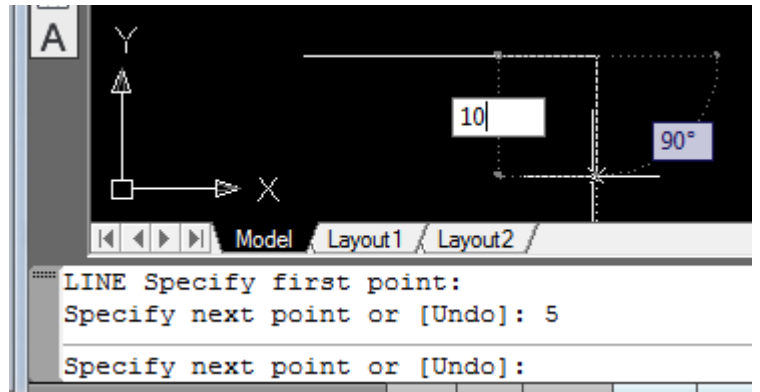 A
Y
10
90°
X
Model Layout1 Layout2
LINE Specify first point:
Specify next point or [Undo]: 5
Specify next point or [Undo]: